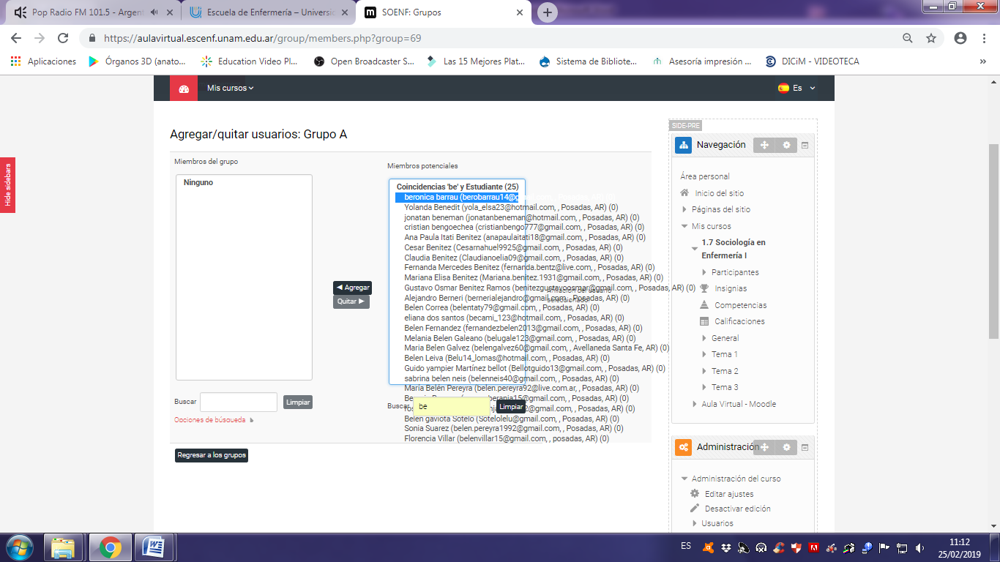 Pop Radio FM 101.5 - Argent
Escuela de Enfermería – Universid
SOENF: Grupos
https://aulavirtual.escenf.unam.edu.ar/group/members.php?group=69
Aplicaciones
Órganos 3D (anato...
Education Video Pl...
Open Broadcaster S...
Las 15 Mejores Plat...
Sistema de Bibliote...
Asesoría impresión ...
DICiM - VIDEOTECA
»
Mis cursos
Es
Hide sidebars
Agregar/quitar usuarios: Grupo A
Miembros del grupo
Ninguno
Buscar
Limpiar
Opciones de búsqueda
Agregar
Quitar
Miembros potenciales
Coincidencias 'be' y Estudiante (25)
beronica barrau (berobarrau14@g
Yolanda Benedit (yola_elsa23@hotmail.com, , Posadas, AR) (0)
jonatan beneman (jonatanbeneman@hotmail.com, , Posadas, AR) (0)
cristian bengoechea (cristianbengo777@gmail.com, , Posadas, AR) (0)
Ana Paula Itati Benitez (anapaulaitati18@gmail.com, , Posadas, AR) (0)
Cesar Benitez (Cesarnahuel9925@gmail.com, , Posadas, AR) (0)
Claudia Benitez (Claudianoelia09@gmail.com, , Posadas, AR) (0)
Fernanda Mercedes Benitez (fernanda.bentz@live.com, , Posadas, AR) (0)
Mariana Elisa Benitez (Mariana.benitez.1931@gmail.com, , Posadas, AR) (0)
Gustavo Osmar Benitez Ramos (benitezgustavoosmar@gmail.com, , Posadas, AR) (0)
Afiliación del usuario
seleccionado
Alejandro Berneri (bernerialejandro@gmail.com, , Posadas, AR) (0)
Belen Correa (belentaty79@gmail.com, , Posadas, AR) (0)
eliana dos santos (becami_123@hotmail.com, , Posadas, AR) (0)
Belen Fernandez (fernandezbelen2013@gmail.com, , Posadas, AR) (0)
Melania Belen Galeano (belugale123@gmail.com, , Posadas, AR) (0)
Maria Belen Galvez (belengalvez60@gmail.com, , Avellaneda Santa Fe, AR) (0)
Belen Leiva (Belu14_lomas@hotmail.com, , Posadas, AR) (0)
Guido yampier Martínez bellot (Bellotguido13@gmail.com, , Posadas, AR) (0)
sabrina belen neis (belenneis40@gmail.com, , Posadas, AR) (0)
María Belén Pereyra (belen.pereyra92@live.com.ar, , Posadas, AR) (0)
@gmail.com, , Posadas, AR) (0)
@gmail.com, , Posadas, AR) (0)
Belen gaviota Sotelo (Sotelolelu@gmail.com, , Posadas, AR) (0)
Sonia Suarez (belen.pereyra1992@gmail.com, , Posadas, AR) (0)
Florencia Villar (belenvillar15@gmail.com, , posadas, AR) (0)
Buscar
be
Limpiar
Regresar a los grupos
SIDE-PRE
Navegación
Área personal
Inicio del sitio
Páginas del sitio
Mis cursos
1.7 Sociología en
Enfermería I
Participantes
Insignias
Competencias
Calificaciones
General
Tema 1
Tema 2
Tema 3
Aula Virtual - Moodle
Administración
Administración del curso
Editar ajustes
Desactivar edición
Usuarios
ES
11:12
25/02/2019